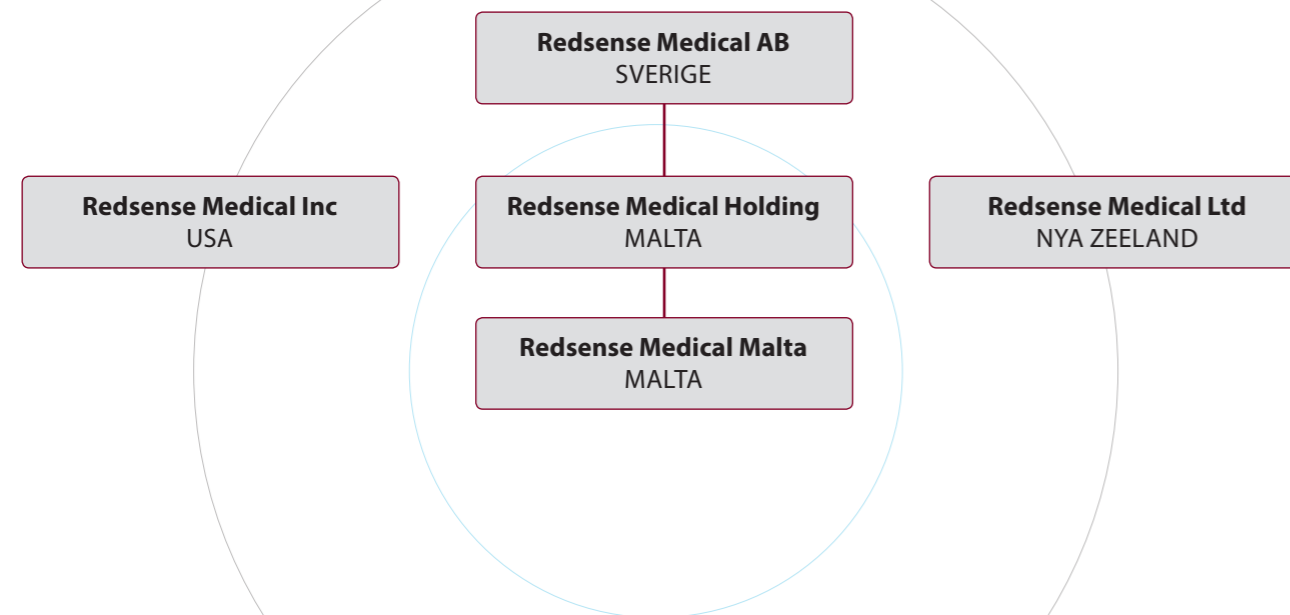 Redsense Medical AB
SVERIGE
Redsense Medical Inc
USA
Redsense Medical Holding
MALTA
Redsense Medical Ltd
NYA ZEELAND
Redsense Medical Malta
MALTA